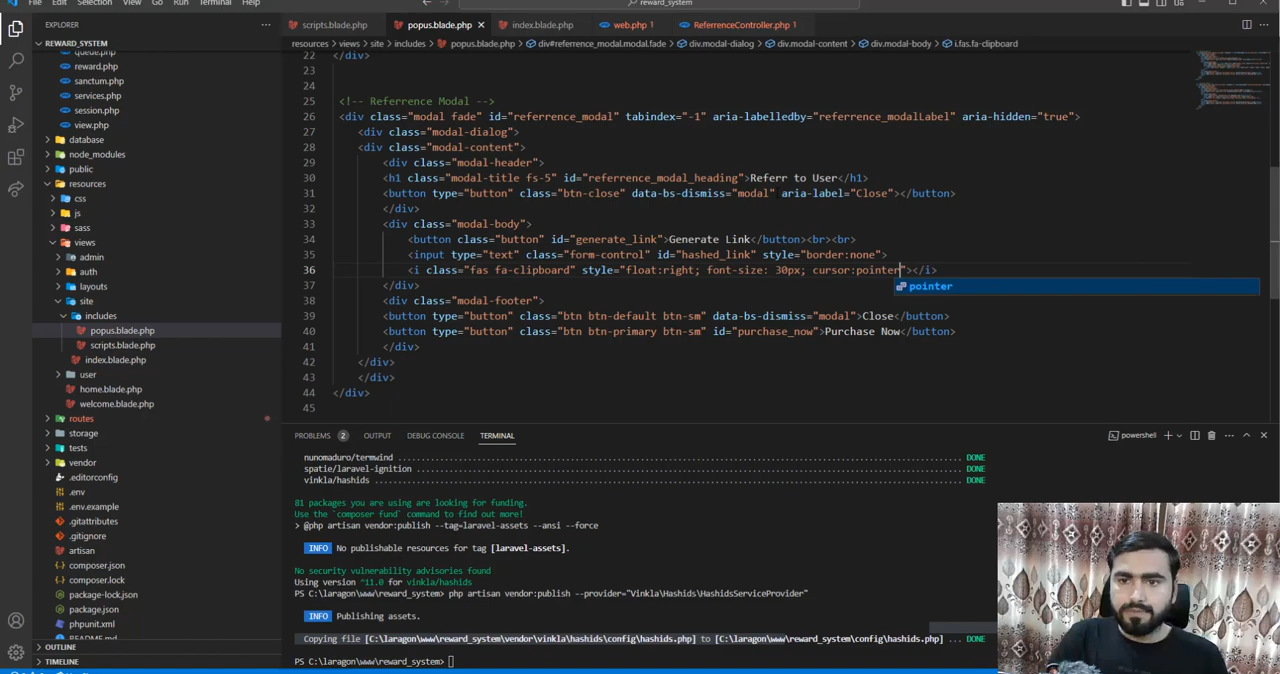 File Edit Selection View Go Run Terminal Help
reward_system
EXPLORER
REWARD_SYSTEM
queue.php
reward.php
sanctum.php
services.php
session.php
view.php
database
node_modules
public
resources
css
js
sass
views
admin
auth
site
includes
popus.blade.php
scripts.blade.php
index.blade.php
user
home.blade.php
welcome.blade.php
routes
storage
tests
vendor
.editorconfig
.env
.env.example
.gitattributes
.gitignore
artisan
composer.json
composer.lock
package-lock.json
package.json
phpunit.xml
README.md
OUTLINE
TIMELINE
scripts.blade.php popus.blade.php index.blade.php web.php 1 ReferrenceController.php 1
resources > views > site > includes > popus.blade.php > div#referrence_modal.modal.fade > div.modal-dialog > div.modal-content > div.modal-body > i.fas.fa-clipboard
22 </div>
23
24
25 <!-- Referrence Modal -->
26 <div class="modal fade" id="referrence_modal" tabindex="-1" aria-labelledby="referrence_modalLabel" aria-hidden="true">
27 <div class="modal-dialog">
28 <div class="modal-content">
29 <div class="modal-header">
30 <h1 class="modal-title fs-5" id="referrence_modal_heading">Referr to User</h1>
31 <button type="button" class="btn-close" data-bs-dismiss="modal" aria-label="Close"></button>
32 </div>
33 <div class="modal-body">
34 <button class="button" id="generate_link">Generate Link</button><br><br>
35 <input type="text" class="form-control" id="hashed_link" style="border:none">
36 <i class="fas fa-clipboard" style="float:right; font-size: 30px; cursor:pointer"></i>
pointer
37 </div>
38 <div class="modal-footer">
39 <button type="button" class="btn btn-default btn-sm" data-bs-dismiss="modal">Close</button>
40 <button type="button" class="btn btn-primary btn-sm" id="purchase_now">Purchase Now</button>
41 </div>
42 </div>
43 </div>
44 </div>
45
PROBLEMS 2 OUTPUT DEBUG CONSOLE TERMINAL
powershell
nunomaduro/termwind ... DONE
spatie/laravel-ignition ... DONE
vinkla/hashids ... DONE
81 packages you are using are looking for funding.
Use the `composer fund` command to find out more!
> @php artisan vendor:publish --tag=laravel-assets --ansi --force
INFO No publishable resources for tag [laravel-assets].
No security vulnerability advisories found
Using version ^11.0 for vinkla/hashids
PS C:\laragon\www\reward_system> php artisan vendor:publish --provider="Vinkla\Hashids\HashidsServiceProvider"
INFO Publishing assets.
Copying file [C:\laragon\www\reward_system\vendor\vinkla\hashids\config\hashids.php] to [C:\laragon\www\reward_system\config\hashids.php] ... DONE
PS C:\laragon\www\reward_system>